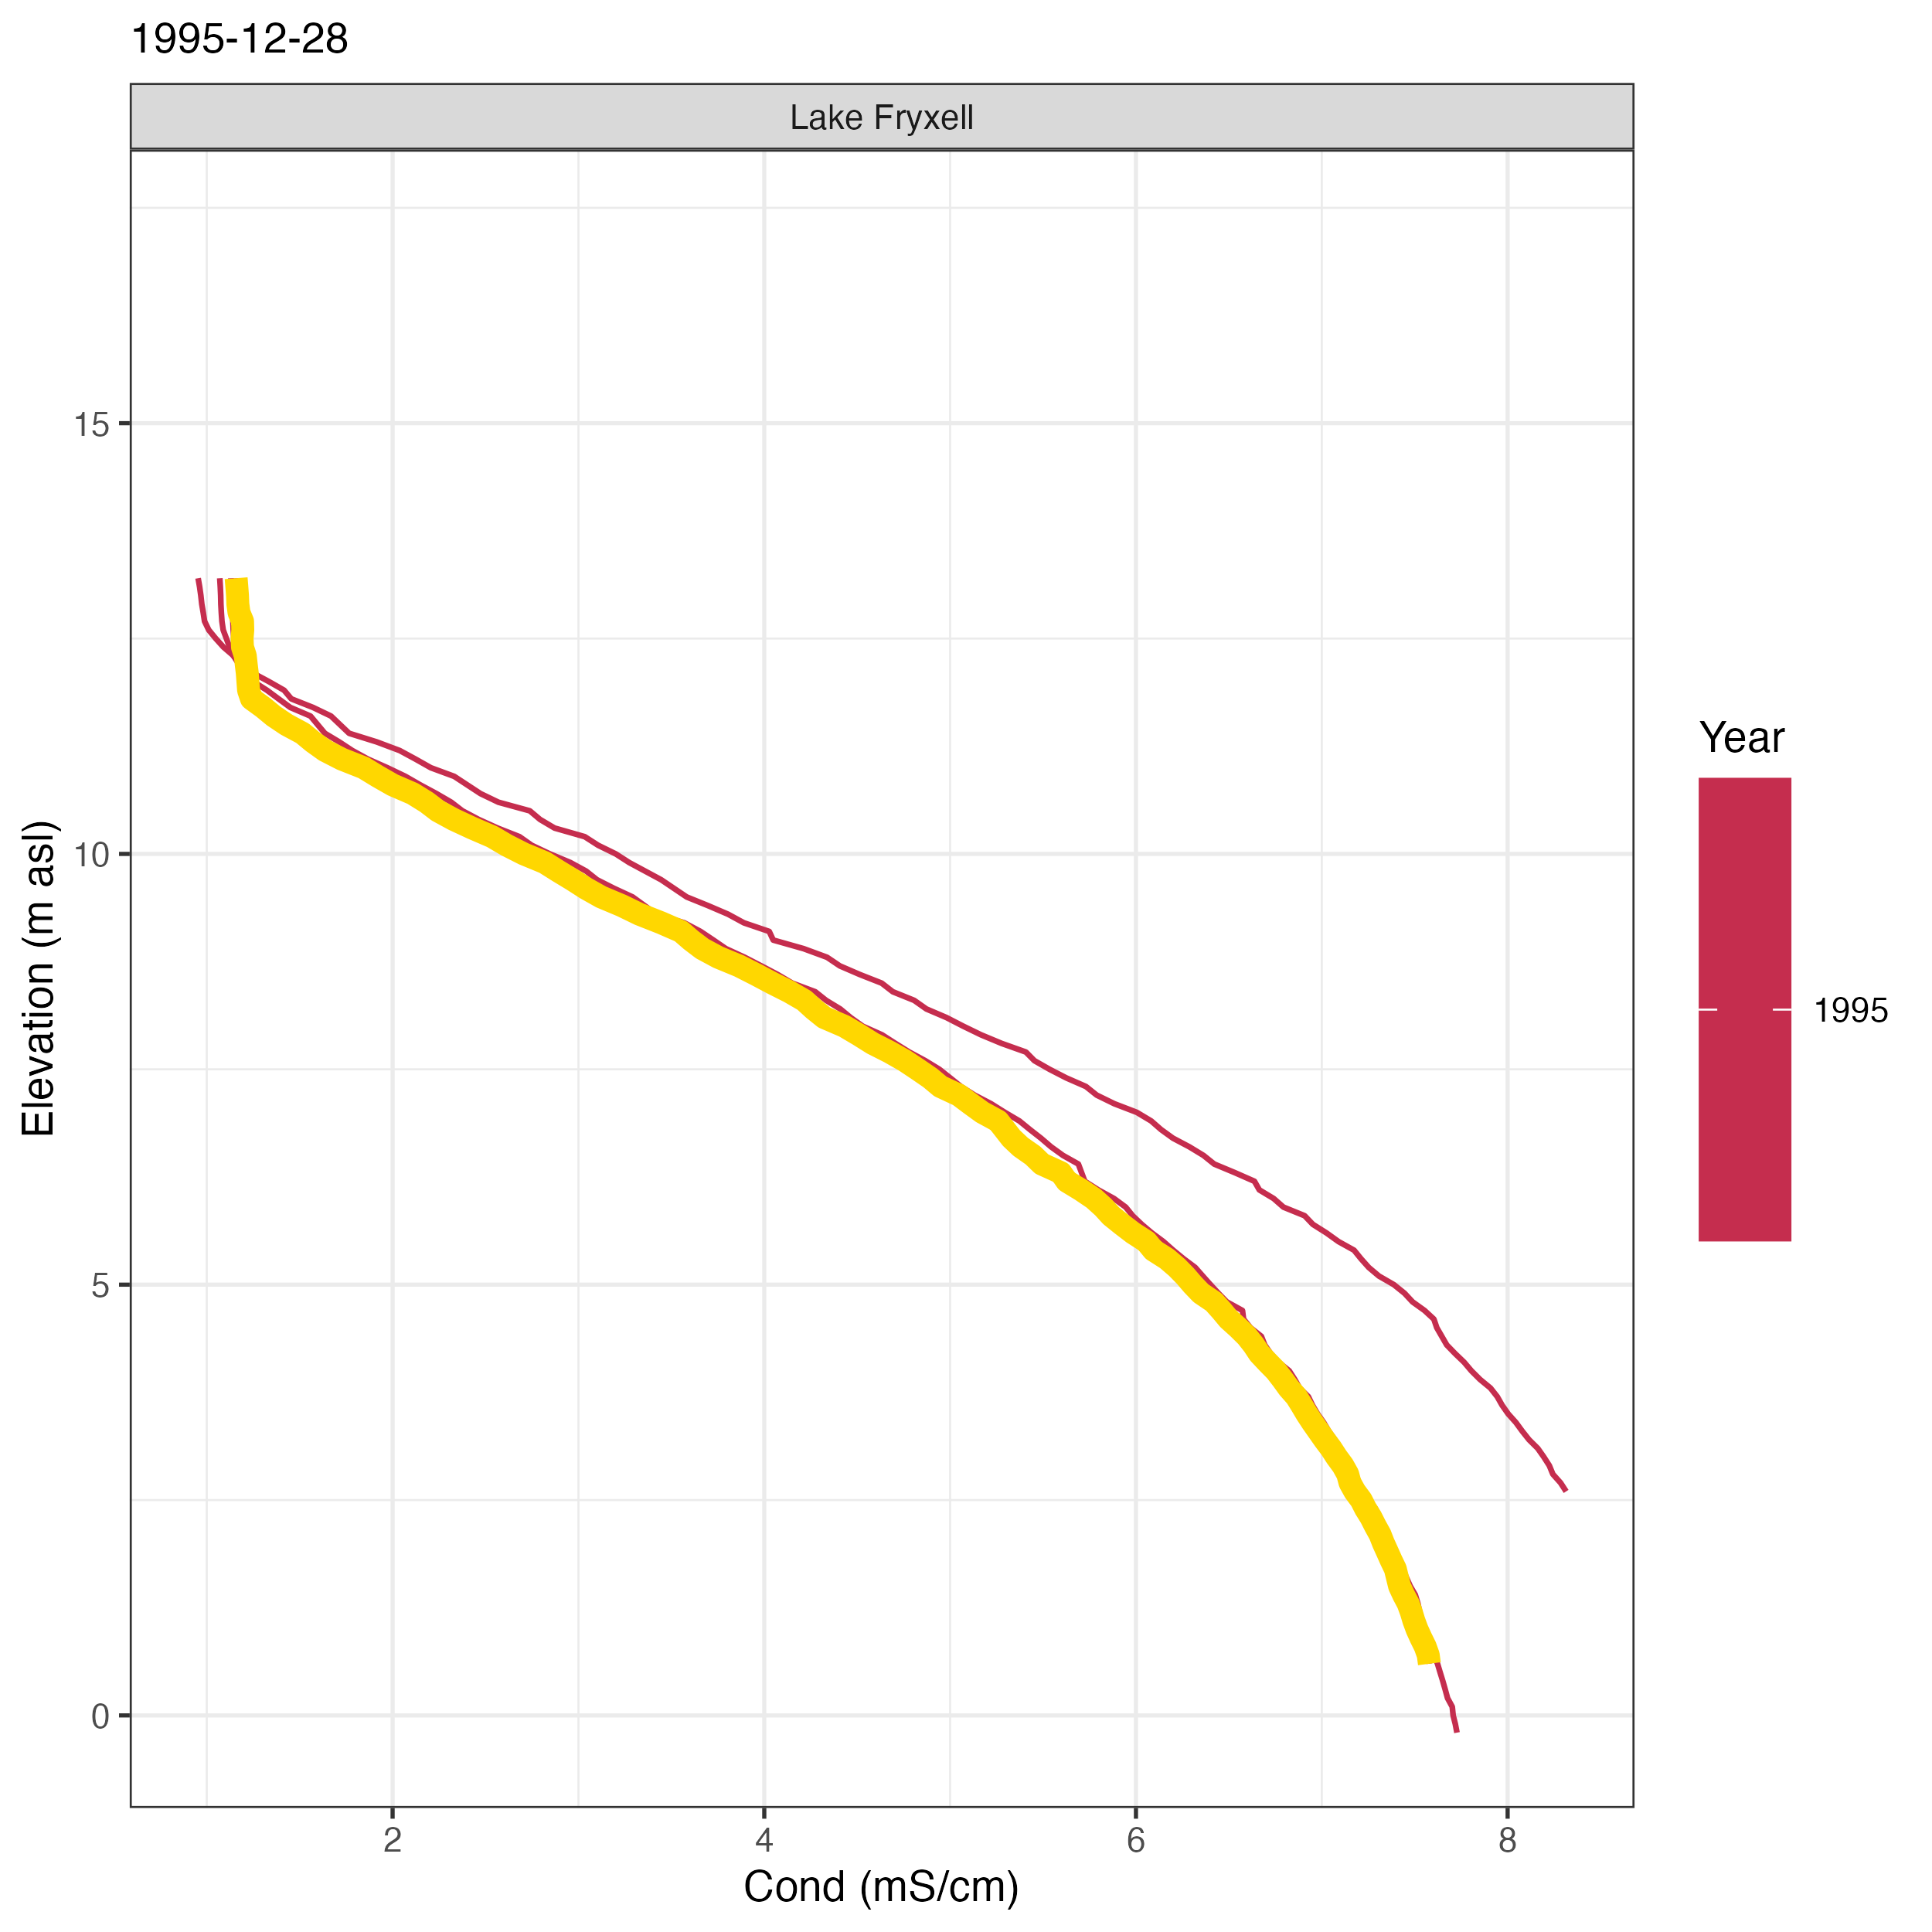 1995-12-28
Lake Fryxell
15
10
5
0
Elevation (m asl)
2 4 6 8
Cond (mS/cm)
Year
1995